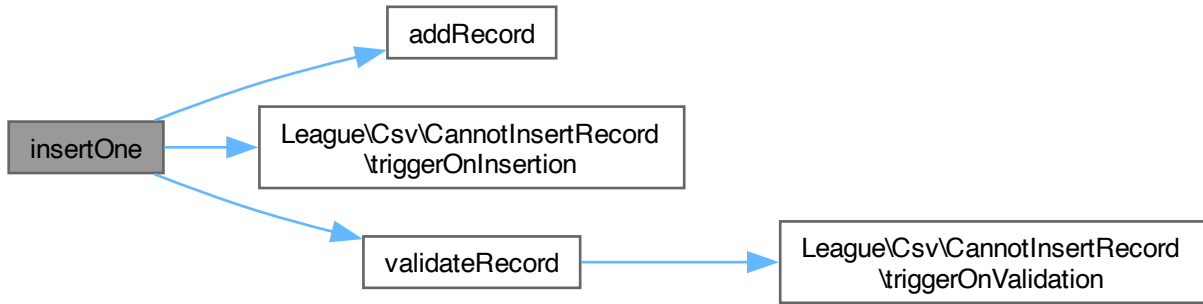 addRecord
insertOne
League\Csv\CannotInsertRecord
\triggerOnInsertion
validateRecord
League\Csv\CannotInsertRecord
\triggerOnValidation